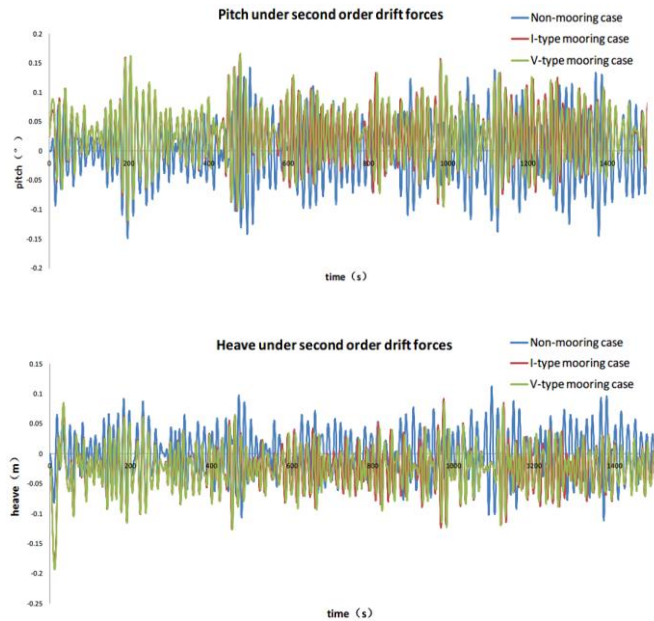 Pitch under second order drift forces
Non-mooring case
I-type mooring case
V-type mooring case
0.2
0.15
0.1
0.05
0
-0.05
-0.1
-0.15
-0.2
0 200 400 600 800 1000 1200 1400
pitch（°）
time（s）
Heave under second order drift forces
Non-mooring case
I-type mooring case
V-type mooring case
0.15
0.1
0.05
0
-0.05
-0.1
-0.15
-0.2
-0.25
0 200 400 600 800 1000 1200 1400
heave（m）
time（s）